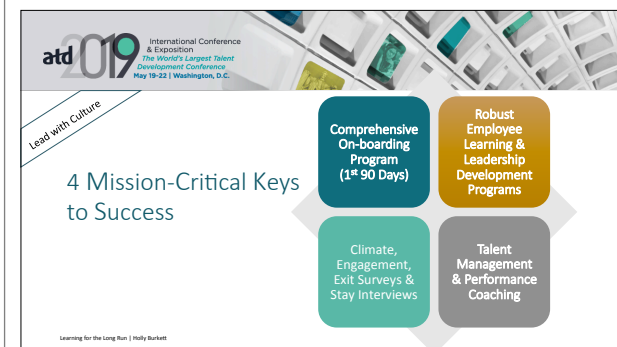 atd 2019
International Conference
& Exposition
The World's Largest Talent
Development Conference
May 19-22 | Washington, D.C.
Lead with Culture
4 Mission-Critical Keys
to Success
Comprehensive
On-boarding
Program
(1st 90 Days)
Robust
Employee
Learning &
Leadership
Development
Programs
Climate,
Engagement,
Exit Surveys &
Stay Interviews
Talent
Management
& Performance
Coaching
Learning for the Long Run | Holly Burkett